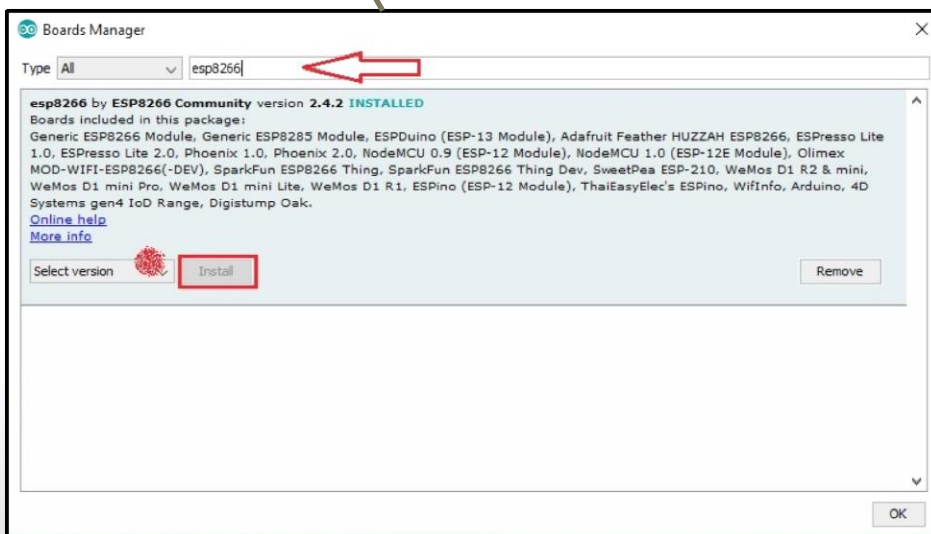 Boards Manager
Type All esp8266
esp8266 by ESP8266 Community version 2.4.2 INSTALLED
Boards included in this package:
Generic ESP8266 Module, Generic ESP8285 Module, ESPDuino (ESP-13 Module), Adafruit Feather HUZZAH ESP8266, ESPresso Lite
1.0, ESPresso Lite 2.0, Phoenix 1.0, Phoenix 2.0, NodeMCU 0.9 (ESP-12 Module), NodeMCU 1.0 (ESP-12E Module), Olimex
MOD-WIFI-ESP8266(-DEV), SparkFun ESP8266 Thing, SparkFun ESP8266 Thing Dev, SweetPea ESP-210, WeMos D1 R2 & mini,
WeMos D1 mini Pro, WeMos D1 mini Lite, WeMos D1 R1, ESPino (ESP-12 Module), ThaiEasyElec's ESPino, WifInfo, Arduino, 4D
Systems gen4 IoD Range, Digistump Oak.
Online help
More info
Select version Install Remove
OK